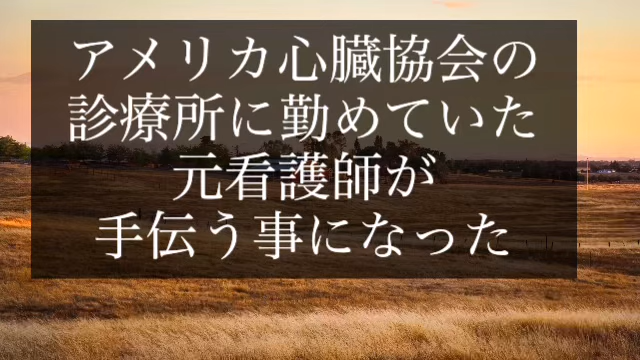 アメリカ心臓協会の
診療所に勤めていた
元看護師が
手伝う事になった